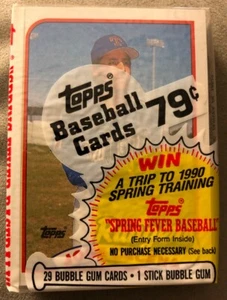 topps
Baseball
Cards 79¢
WIN
A TRIP TO 1990
SPRING TRAINING
Topps
"SPRING FEVER BASEBALL"
(Entry Form Inside)
NO PURCHASE NECESSARY (See back)
29 BUBBLE GUM CARDS • 1 STICK BUBBLE GUM